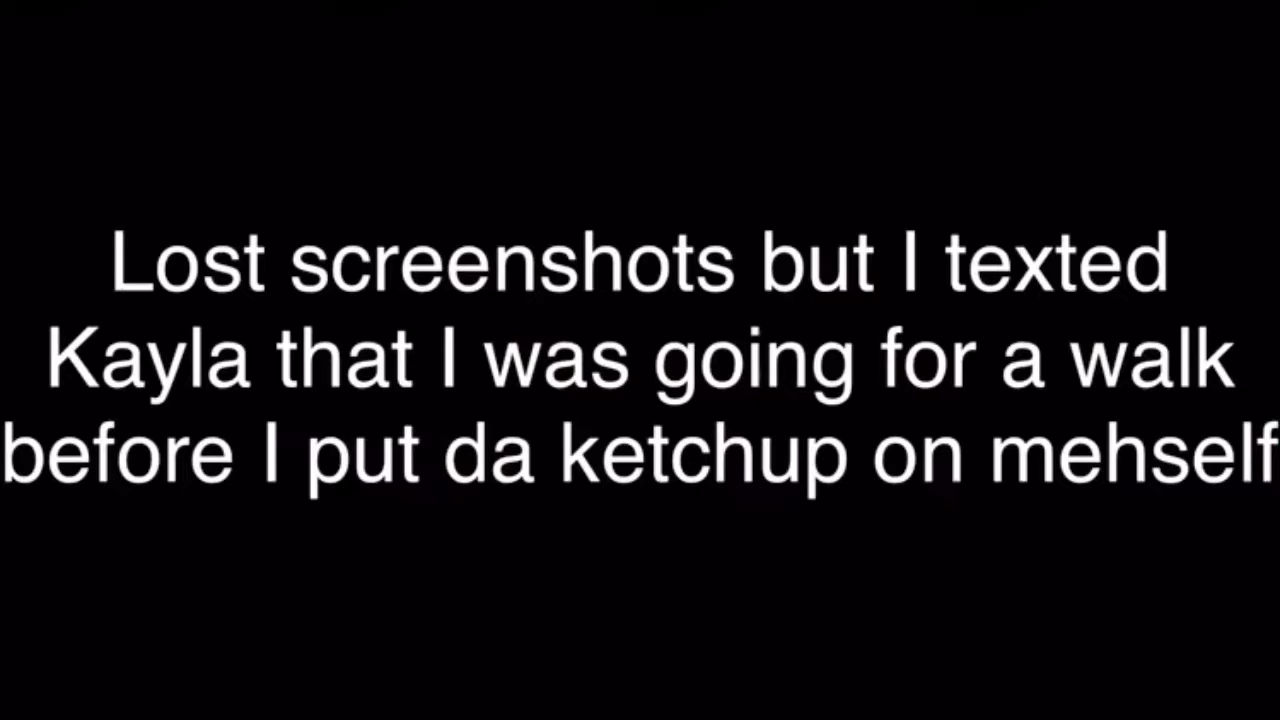 Lost screenshots but I texted
Kayla that I was going for a walk
before I put da ketchup on mehself